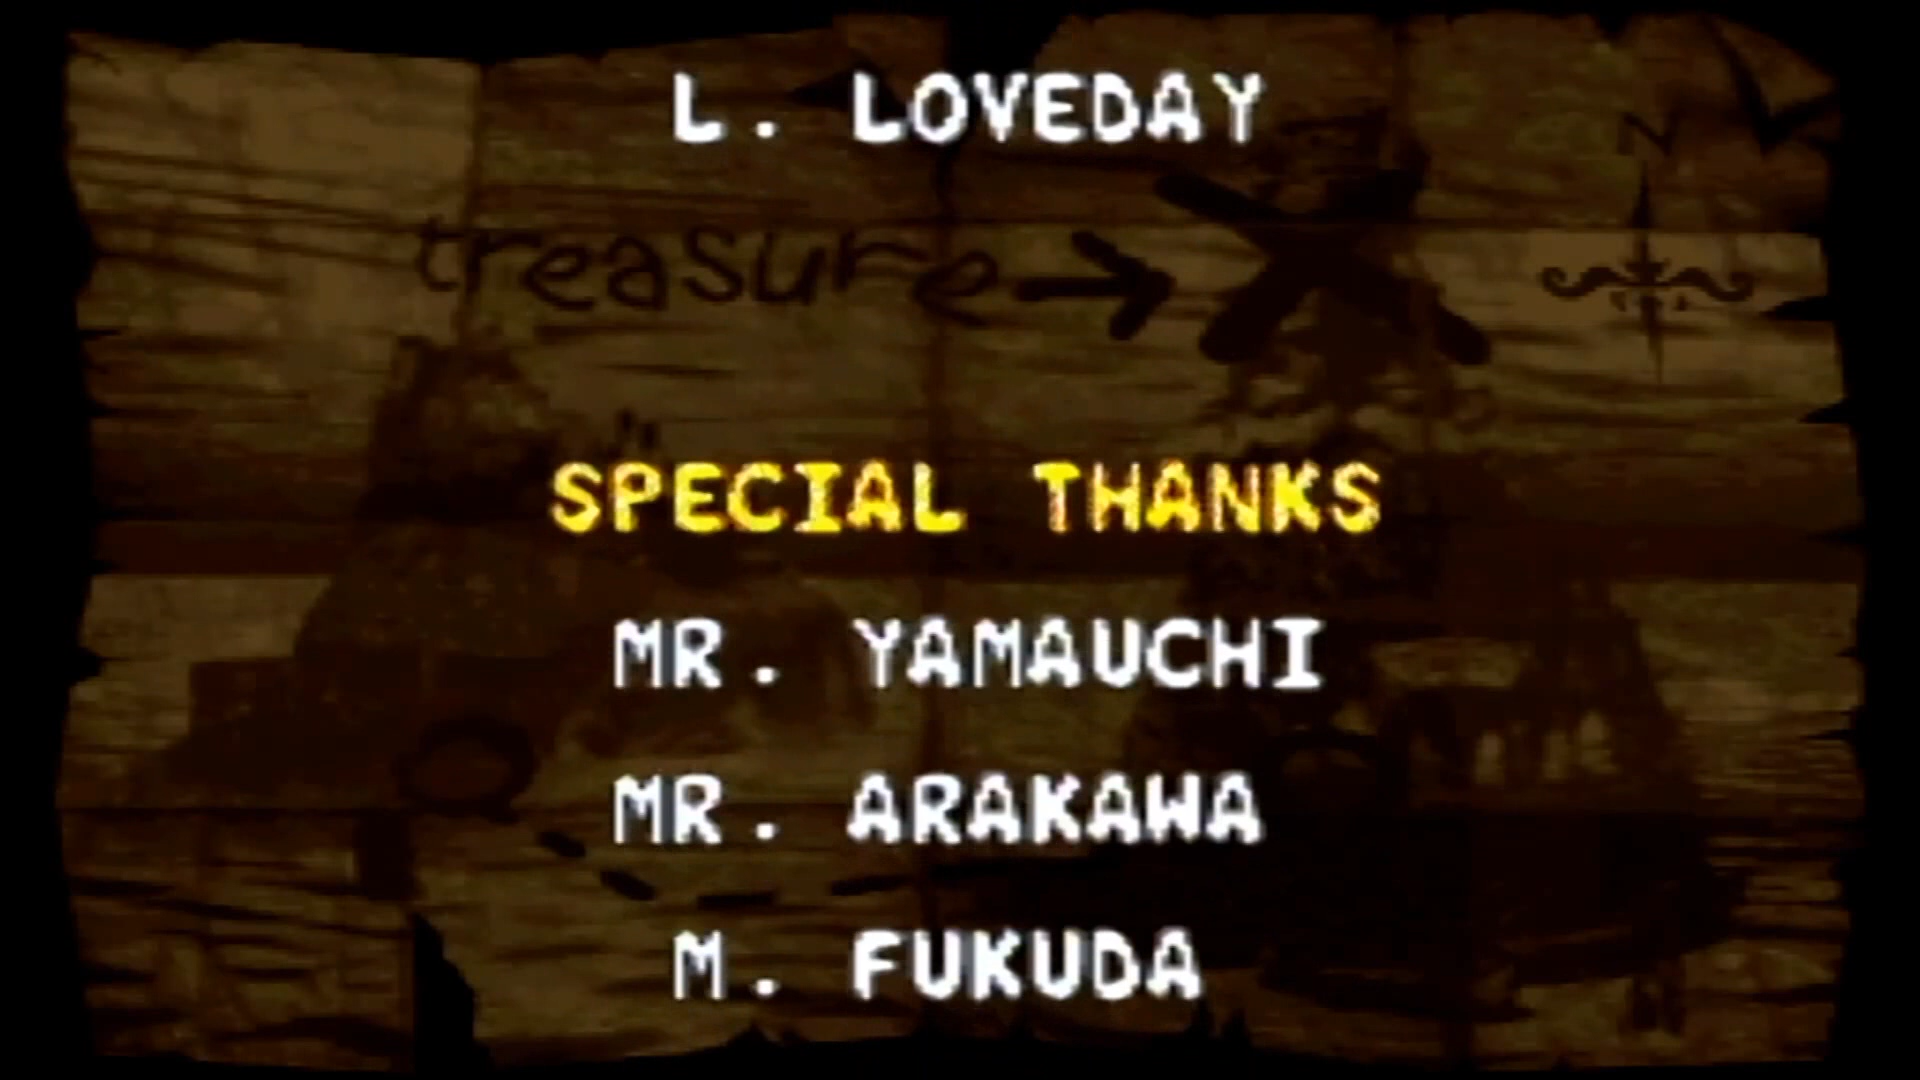 L. LOVEDAY
N
treasure
SPECIAL THANKS
MR. YAMAUCHI
MR. ARAKAWA
M. FUKUDA